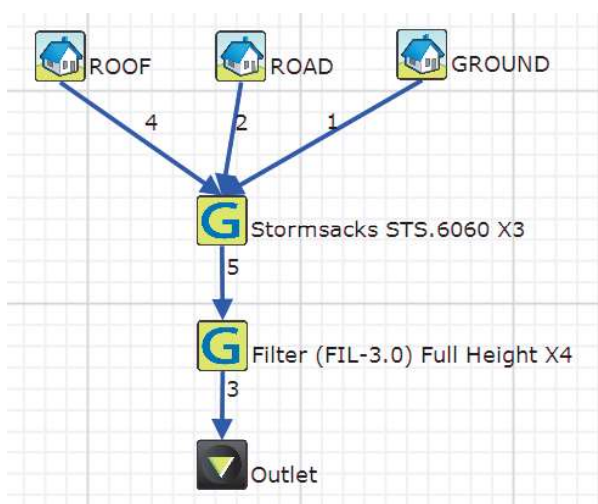 ROOF
ROAD
GROUND
4
2
1
G
Stormsacks STS.6060 X3
5
G
Filter (FIL-3.0) Full Height X4
3
Outlet